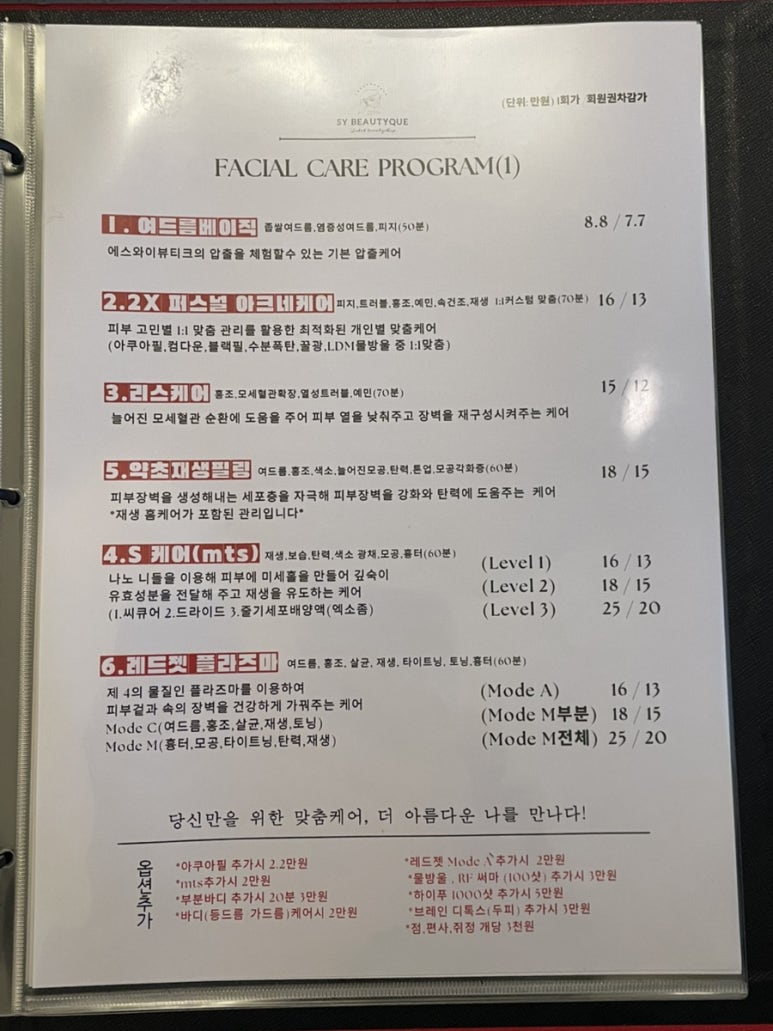 (단위:만원) 1회가 회원권차감가
SY BEAUTYQUE
FACIAL CARE PROGRAM(1)
1. 여드름베이직 좁쌀여드름,염증성여드름,피지(50분) 8.8 / 7.7
에스와이뷰티크의 압출을 체험할수 있는 기본 압출케어
2.2X 퍼스널 아크네케어 피지,트러블,홍조,예민,속건조,재생 1:1커스텀 맞춤(70분) 16 / 13
피부 고민별 1:1 맞춤 관리를 활용한 최적화된 개인별 맞춤케어
(아쿠아필,컴다운,블랙필,수분폭탄,꿀광,LDM물방울 중 1:1맞춤)
3.리스케어 홍조,모세혈관확장,열성트러블,예민(70분) 15 / 12
늘어진 모세혈관 순환에 도움을 주어 피부 열을 낮춰주고 장벽을 재구성시켜주는 케어
5.약초재생필링 여드름,홍조,색소,늘어진모공,탄력,톤업,모공각화증(60분) 18 / 15
피부장벽을 생성해내는 세포층을 자극해 피부장벽을 강화와 탄력에 도움주는 케어
*재생 홈케어가 포함된 관리입니다*
4.S 케어(mts) 재생,보습,탄력,색소 광채,모공,흉터(60분)
(Level 1) 16 / 13
나노 니들을 이용해 피부에 미세홀을 만들어 깊숙이
유효성분을 전달해 주고 재생을 유도하는 케어 (Level 2) 18 / 15
(1.씨큐어 2.드라이드 3.줄기세포배양액(엑소좀) (Level 3) 25 / 20
6.레드젯 플라즈마 여드름, 홍조, 살균, 재생, 타이트닝, 토닝,흉터(60분)
제 4의 물질인 플라즈마를 이용하여 (Mode A) 16 / 13
피부겉과 속의 장벽을 건강하게 가꿔주는 케어
Mode C(여드름,홍조,살균,재생,토닝) (Mode M부분) 18 / 15
Mode M(흉터,모공,타이트닝,탄력,재생) (Mode M전체) 25 / 20
당신만을 위한 맞춤케어, 더 아름다운 나를 만나다!
옵션추가
*아쿠아필 추가시 2.2만원
*mts추가시 2만원
*부분바디 추가시 20분 3만원
*바디(등드름 가드름)케어시 2만원
*레드젯 Mode A 추가시 2만원
*물방울 , RF 써마 (100샷) 추가시 3만원
*하이푸 1000샷 추가시 5만원
*브레인 디톡스(두피) 추가시 3만원
*점,편사,쥐정 개당 3천원